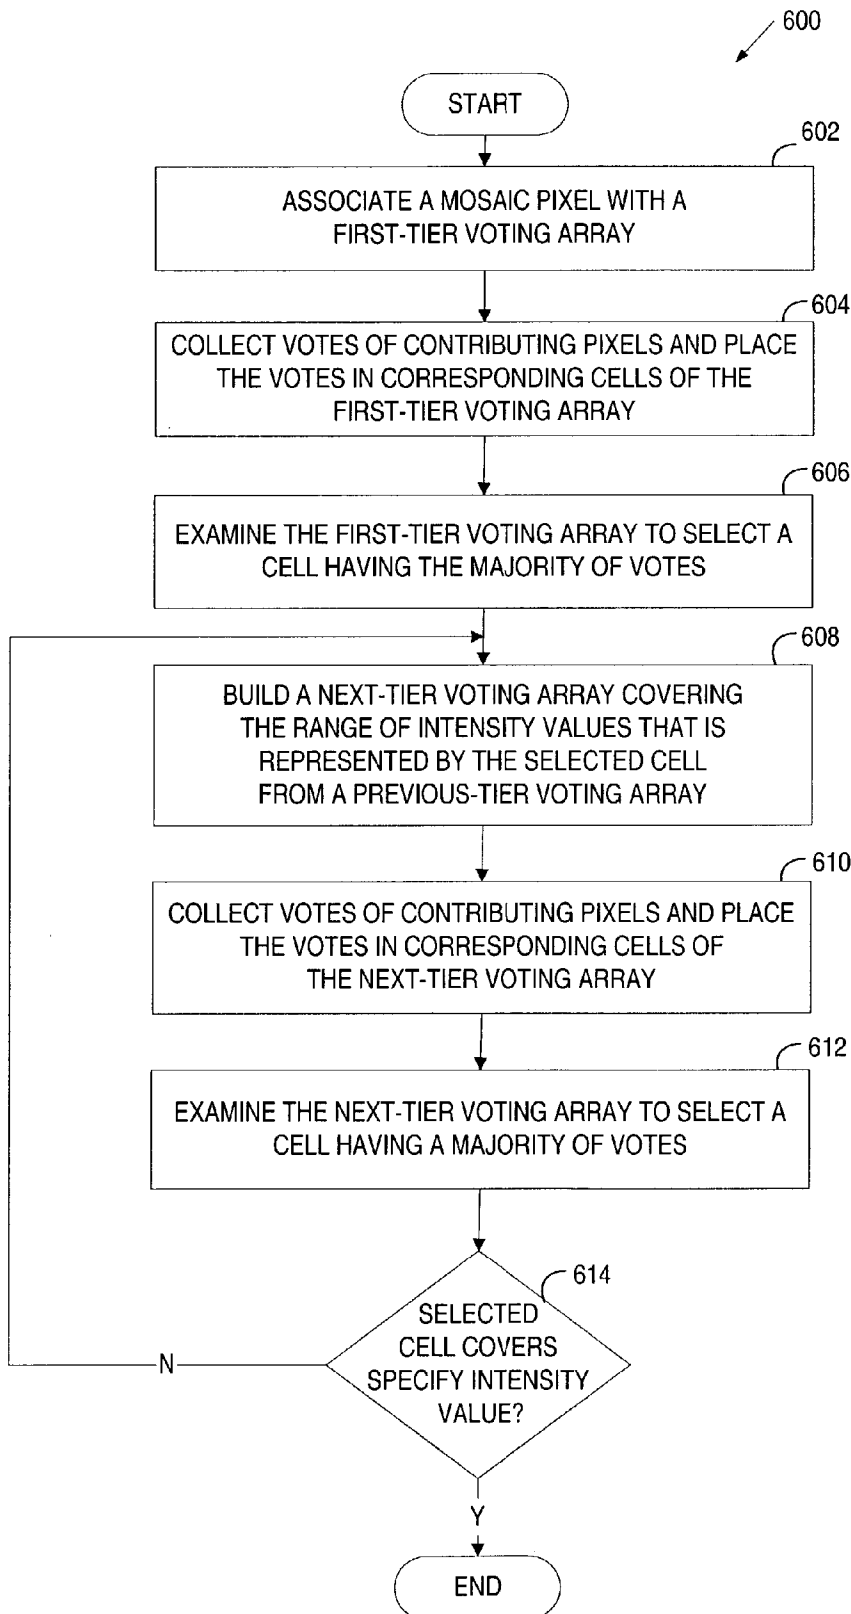 600
START
602
ASSOCIATE A MOSAIC PIXEL WITH A
FIRST-TIER VOTING ARRAY
604
COLLECT VOTES OF CONTRIBUTING PIXELS AND PLACE
THE VOTES IN CORRESPONDING CELLS OF THE
FIRST-TIER VOTING ARRAY
606
EXAMINE THE FIRST-TIER VOTING ARRAY TO SELECT A
CELL HAVING THE MAJORITY OF VOTES
608
BUILD A NEXT-TIER VOTING ARRAY COVERING
THE RANGE OF INTENSITY VALUES THAT IS
REPRESENTED BY THE SELECTED CELL
FROM A PREVIOUS-TIER VOTING ARRAY
610
COLLECT VOTES OF CONTRIBUTING PIXELS AND PLACE
THE VOTES IN CORRESPONDING CELLS OF
THE NEXT-TIER VOTING ARRAY
612
EXAMINE THE NEXT-TIER VOTING ARRAY TO SELECT A
CELL HAVING A MAJORITY OF VOTES
614
SELECTED
CELL COVERS
SPECIFY INTENSITY
VALUE?
N
Y
END